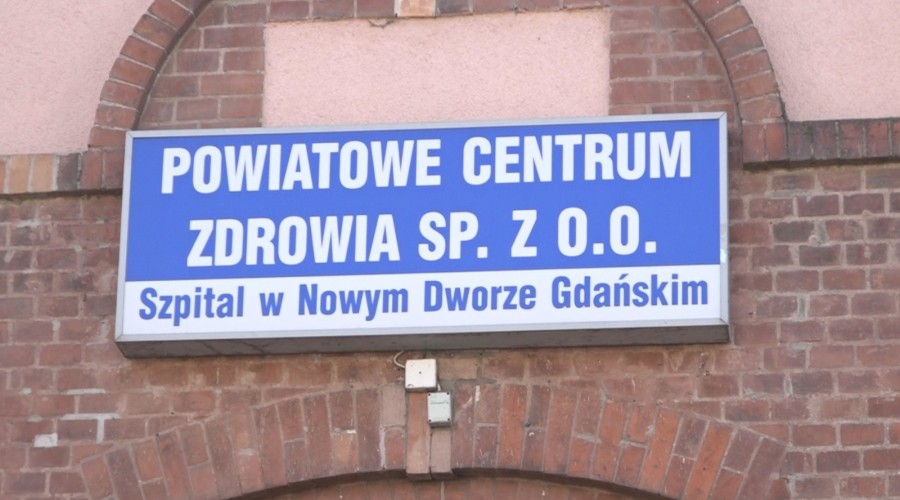 POWIATOWE CENTRUM
ZDROWIA SP. Z O.O.
Szpital w Nowym Dworze Gdańskim